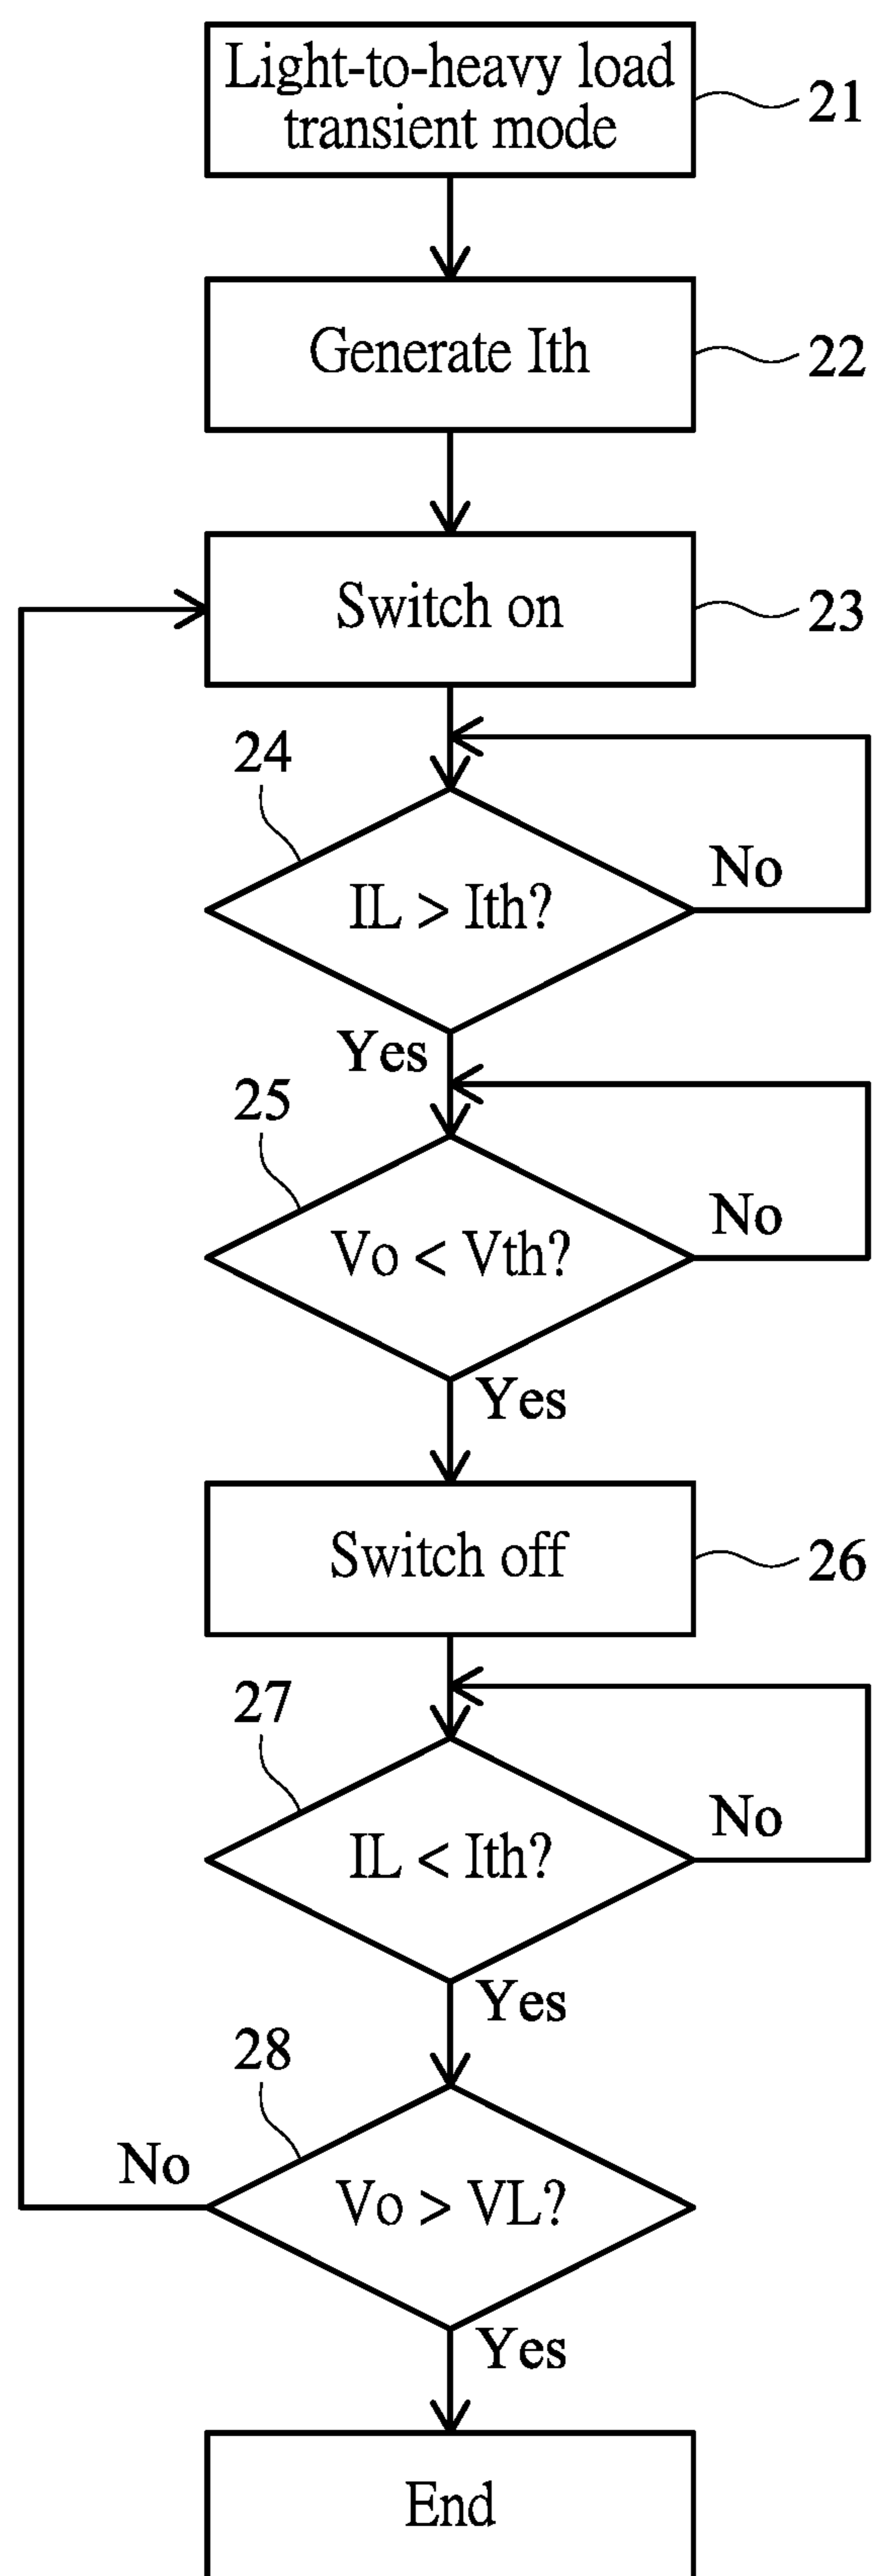 Light-to-heavy load
transient mode
21
Generate Ith
22
Switch on
23
24
IL > Ith?
No
Yes
25
Vo < Vth?
No
Yes
Switch off
26
27
IL < Ith?
No
Yes
28
No
Vo > VL?
Yes
End